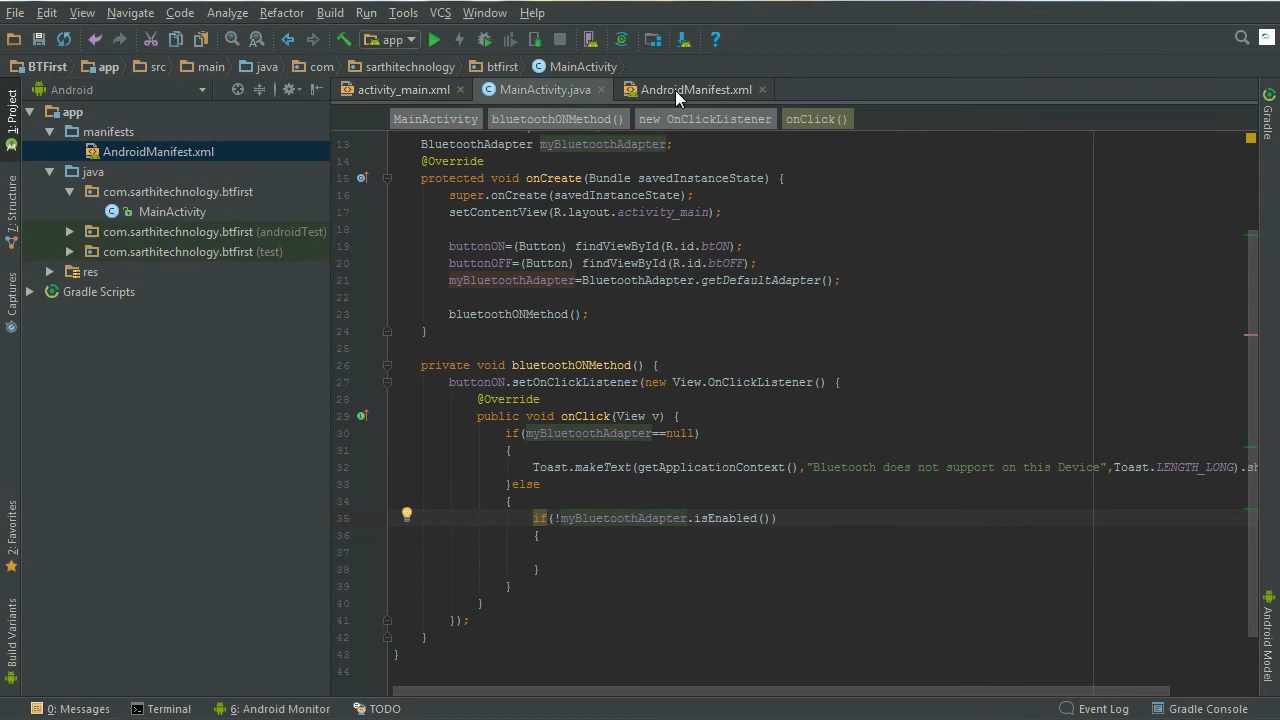 File Edit View Navigate Code Analyze Refactor Build Run Tools VCS Window Help
app
BTFirst app src main java com sarthitechnology btfirst MainActivity
1: Project
7: Structure
Captures
2: Favorites
Build Variants
Android
app
manifests
AndroidManifest.xml
java
com.sarthitechnology.btfirst
MainActivity
com.sarthitechnology.btfirst (androidTest)
com.sarthitechnology.btfirst (test)
res
Gradle Scripts
activity_main.xml MainActivity.java AndroidManifest.xml
MainActivity bluetoothONMethod() new OnClickListener onClick()
13 BluetoothAdapter myBluetoothAdapter;
14 @Override
15 protected void onCreate(Bundle savedInstanceState) {
16 super.onCreate(savedInstanceState);
17 setContentView(R.layout.activity_main);
18
19 buttonON=(Button) findViewById(R.id.btON);
20 buttonOFF=(Button) findViewById(R.id.btOFF);
21 myBluetoothAdapter=BluetoothAdapter.getDefaultAdapter();
22
23 bluetoothONMethod();
24 }
25
26 private void bluetoothONMethod() {
27 buttonON.setOnClickListener(new View.OnClickListener() {
28 @Override
29 public void onClick(View v) {
30 if(myBluetoothAdapter==null)
31 {
32 Toast.makeText(getApplicationContext(),"Bluetooth does not support on this Device",Toast.LENGTH_LONG).sh
33 }else
34 {
35 if(!myBluetoothAdapter.isEnabled())
36 {
37
38 }
39 }
40 }
41 });
42 }
43 }
44
Gradle
Android Model
0: Messages Terminal 6: Android Monitor TODO Event Log Gradle Console